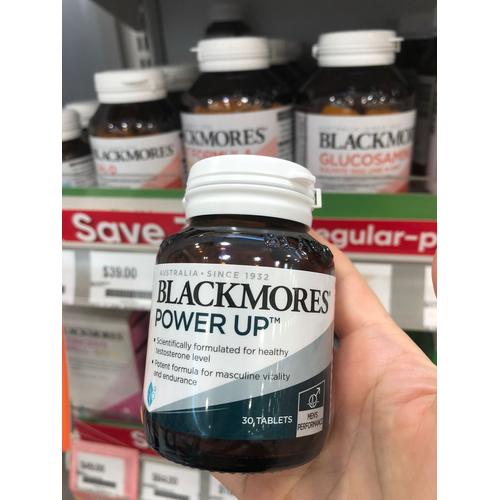 BLACKMORES
BLACKMORES
BLACKMORES
GLUCOSAMINE
Save
egular-p
$39.00
AUSTRALIA • SINCE 1932
BLACKMORES®
POWER UP™
• Scientifically formulated for healthy
testosterone level
• Potent formula for masculine vitality
and endurance
30 TABLETS
MEN'S
PERFORMANCE